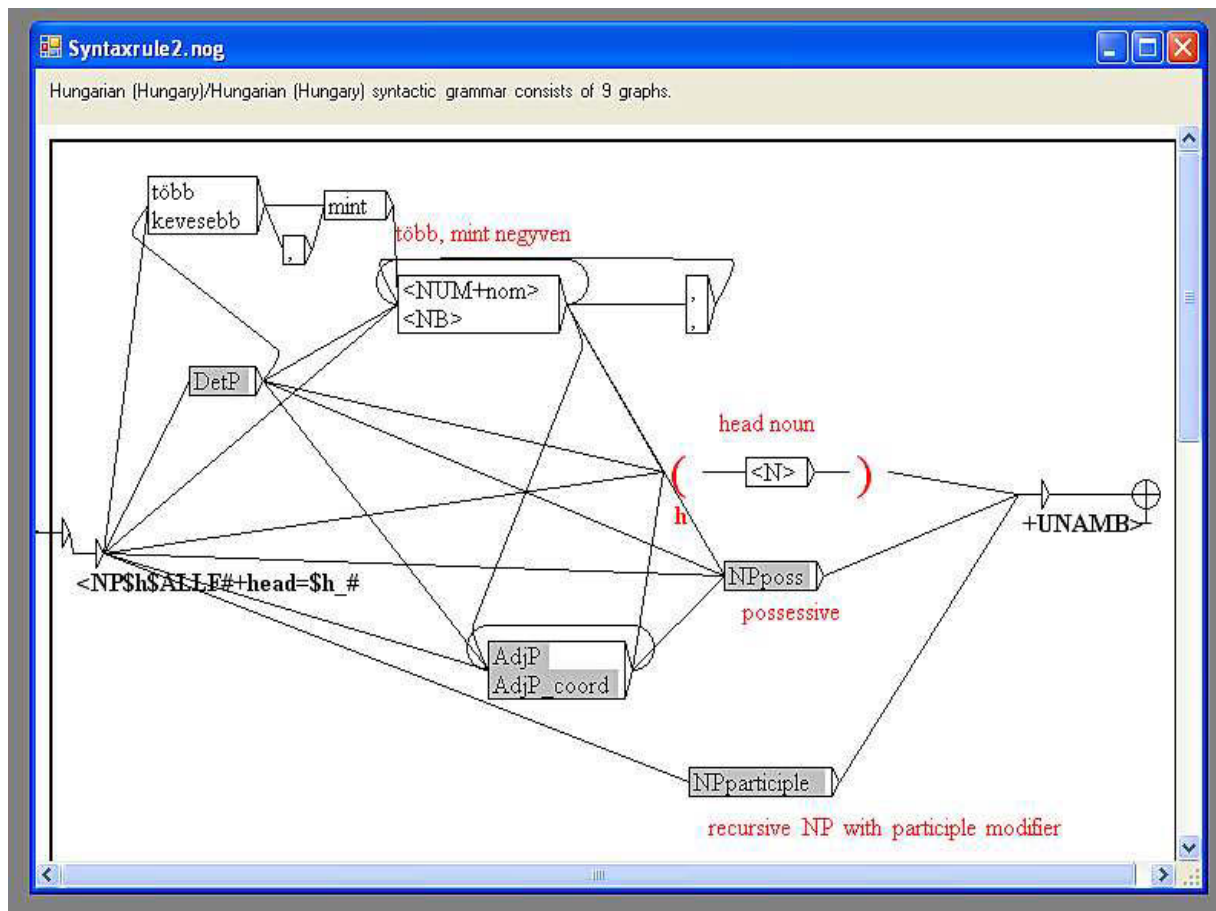 Syntaxrule2.nog
Hungarian (Hungary)/Hungarian (Hungary) syntactic grammar consists of 9 graphs.
több
kevesebb
,
mint
több, mint negyven
<NUM+nom>
<NB>
,
,
DetP
head noun
( <N> )
h
+UNAMB>
<NP$h$ALLF#+head=$h_#
NPposs
possessive
AdjP
AdjP_coord
NPparticiple
recursive NP with participle modifier